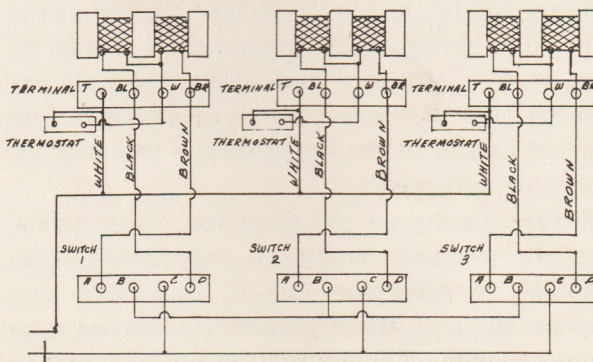 TERMINAL T BL W BR
TERMINAL T BL W BR
TERMINAL T BL W BR
THERMOSTAT
THERMOSTAT
THERMOSTAT
WHITE
BLACK
BROWN
WHITE
BLACK
BROWN
WHITE
BLACK
BROWN
SWITCH
1
SWITCH
2
SWITCH
3
A B C D
A B C D
A B E D